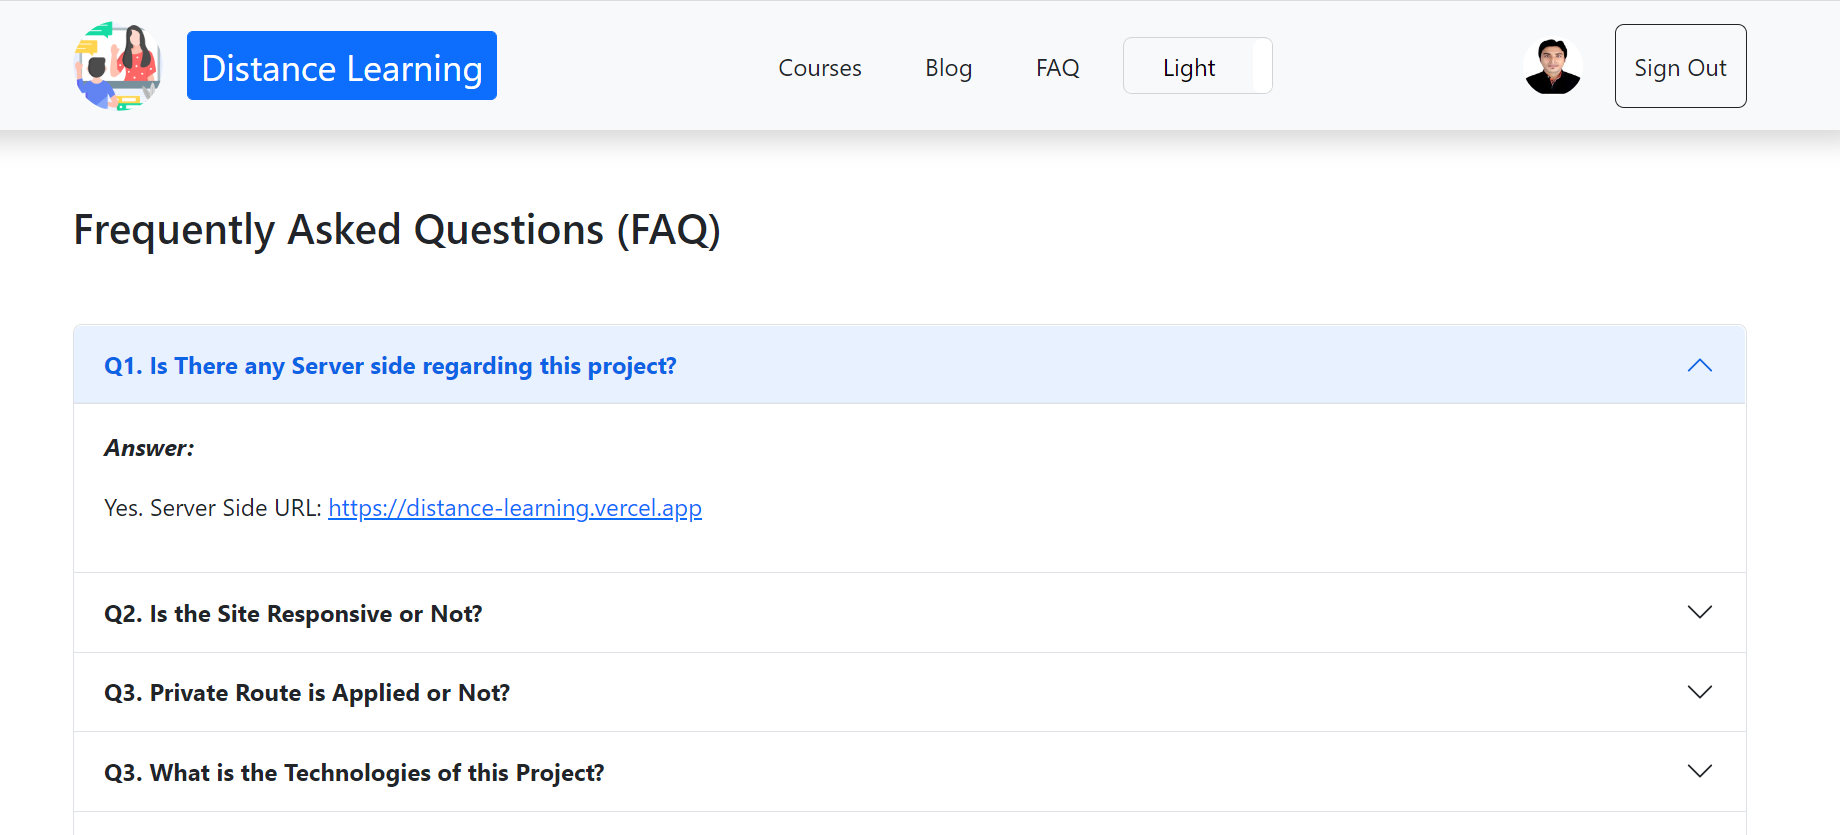 Distance Learning
Courses
Blog
FAQ
Light
Sign Out
Frequently Asked Questions (FAQ)
Q1. Is There any Server side regarding this project?
Answer:
Yes. Server Side URL: https://distance-learning.vercel.app
Q2. Is the Site Responsive or Not?
Q3. Private Route is Applied or Not?
Q3. What is the Technologies of this Project?